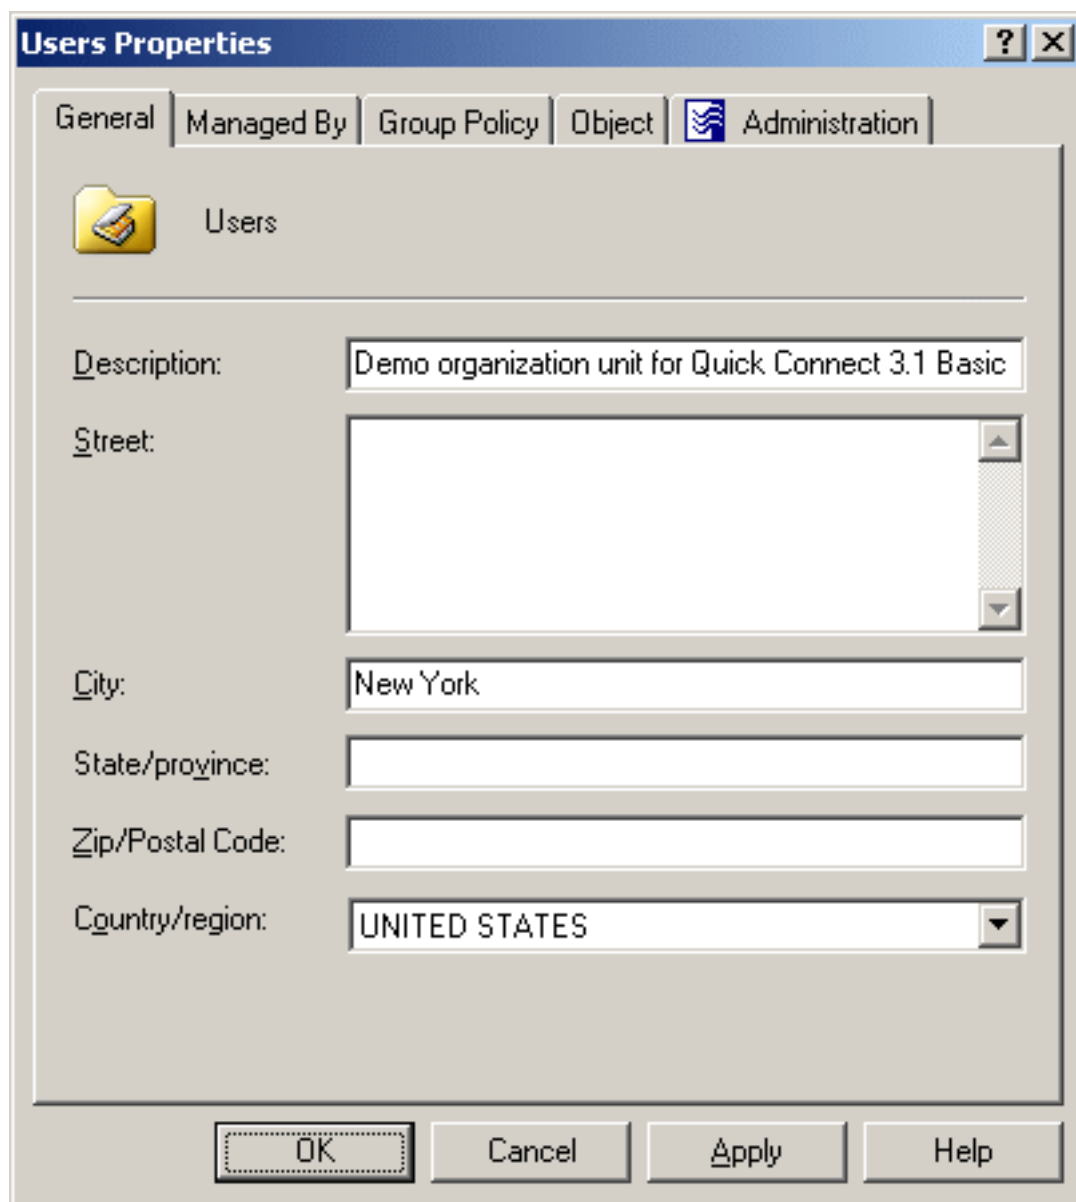 Users Properties
General Managed By Group Policy Object Administration
Users
Description: Demo organization unit for Quick Connect 3.1 Basic
Street:
City: New York
State/province:
Zip/Postal Code:
Country/region: UNITED STATES
OK Cancel Apply Help